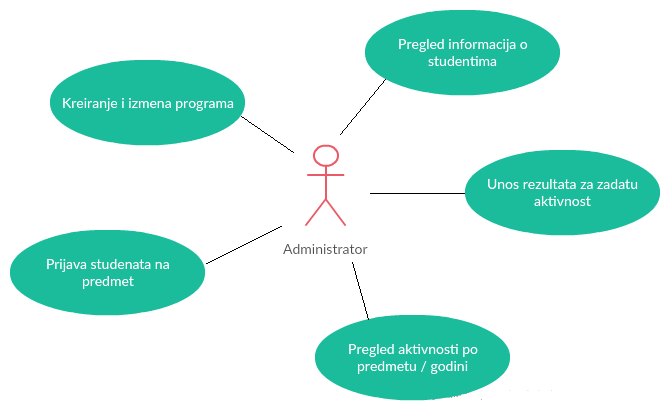 Pregled informacija o
studentima
Kreiranje i izmena programa
Unos rezultata za zadatu
aktivnost
Administrator
Prijava studenata na
predmet
Pregled aktivnosti po
predmetu / godini